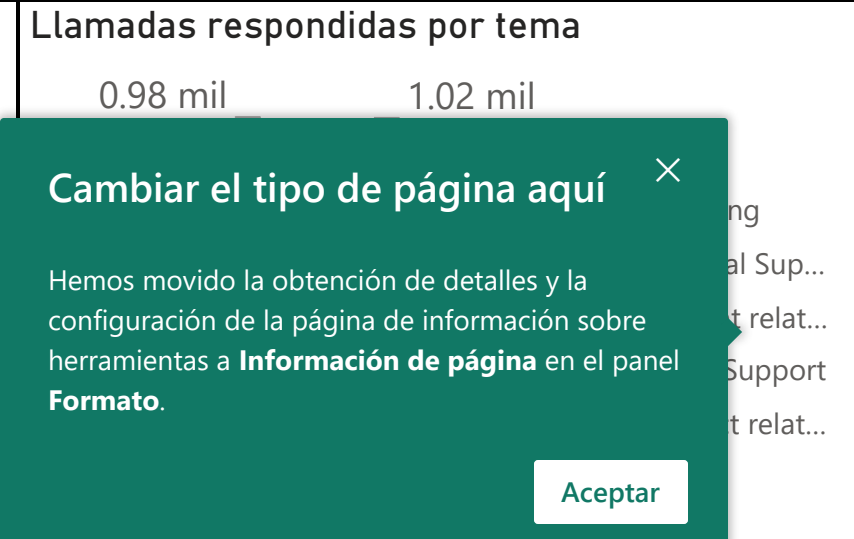 Llamadas respondidas por tema
0.98 mil
1.02 mil
Cambiar el tipo de página aquí
Hemos movido la obtención de detalles y la
configuración de la página de información sobre
herramientas a Información de página en el panel
Formato.
Aceptar
ng
al Sup...
t relat...
Support
t relat...